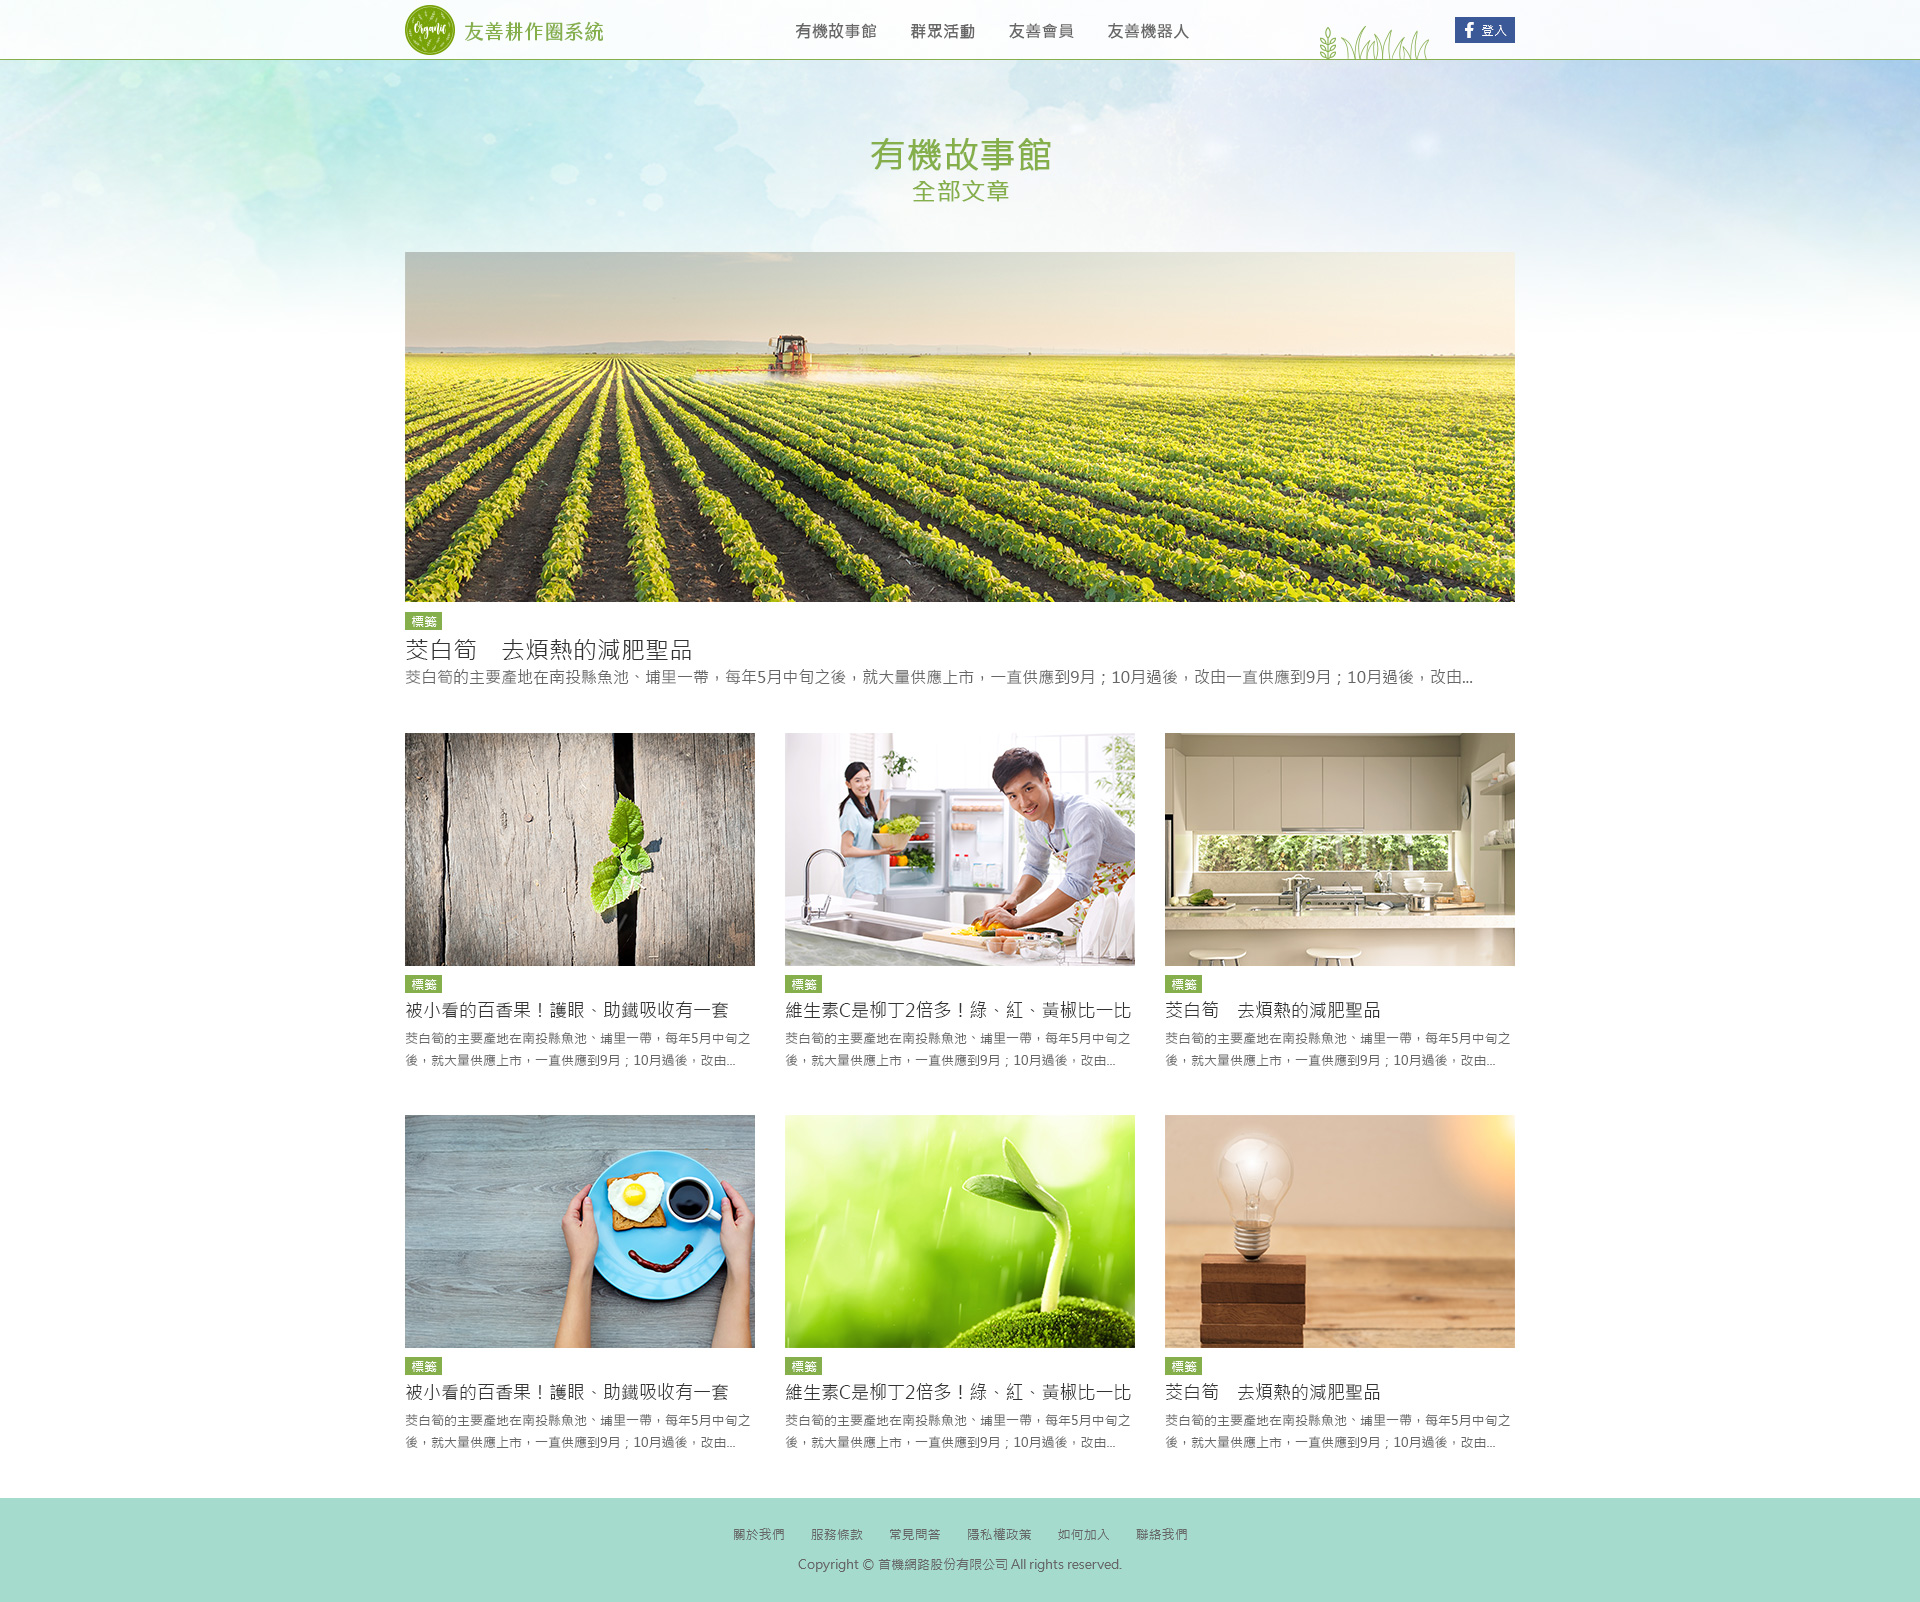 Organic
友善耕作圈系統
有機故事館
群眾活動
友善會員
友善機器人
f 登入
有機故事館
全部文章
標籤
茭白筍　去煩熱的減肥聖品
茭白筍的主要產地在南投縣魚池、埔里一帶，每年5月中旬之後，就大量供應上市，一直供應到9月；10月過後，改由一直供應到9月；10月過後，改由...
標籤
被小看的百香果！護眼、助鐵吸收有一套
茭白筍的主要產地在南投縣魚池、埔里一帶，每年5月中旬之
後，就大量供應上市，一直供應到9月；10月過後，改由...
標籤
維生素C是柳丁2倍多！綠、紅、黃椒比一比
茭白筍的主要產地在南投縣魚池、埔里一帶，每年5月中旬之
後，就大量供應上市，一直供應到9月；10月過後，改由...
標籤
茭白筍　去煩熱的減肥聖品
茭白筍的主要產地在南投縣魚池、埔里一帶，每年5月中旬之
後，就大量供應上市，一直供應到9月；10月過後，改由...
標籤
被小看的百香果！護眼、助鐵吸收有一套
茭白筍的主要產地在南投縣魚池、埔里一帶，每年5月中旬之
後，就大量供應上市，一直供應到9月；10月過後，改由...
標籤
維生素C是柳丁2倍多！綠、紅、黃椒比一比
茭白筍的主要產地在南投縣魚池、埔里一帶，每年5月中旬之
後，就大量供應上市，一直供應到9月；10月過後，改由...
標籤
茭白筍　去煩熱的減肥聖品
茭白筍的主要產地在南投縣魚池、埔里一帶，每年5月中旬之
後，就大量供應上市，一直供應到9月；10月過後，改由...
關於我們
服務條款
常見問答
隱私權政策
如何加入
聯絡我們
Copyright © 首機網路股份有限公司 All rights reserved.